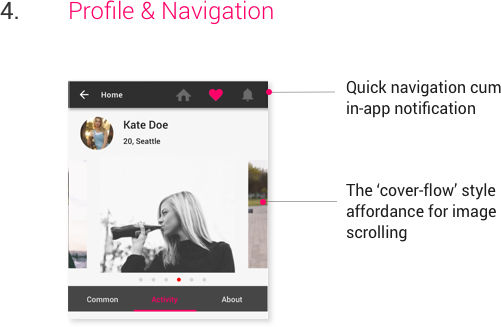 4. Profile & Navigation
Home
Quick navigation cum
in-app notification
Kate Doe
20, Seattle
The ‘cover-flow’ style
affordance for image
scrolling
Common Activity About